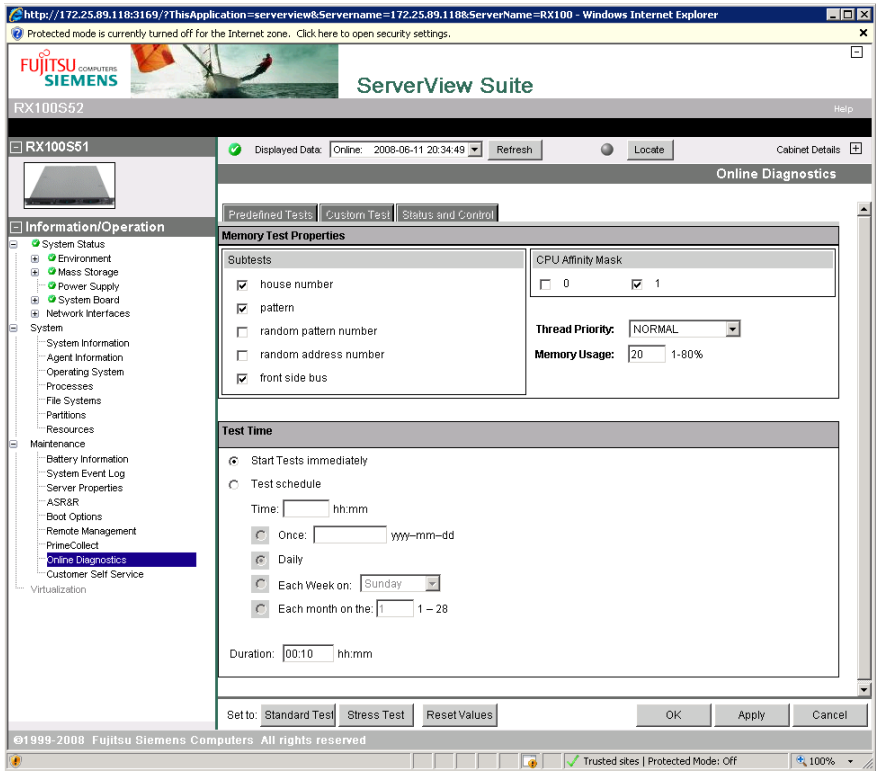 http://172.25.89.118:3169/?ThisApplication=serverview&Servername=172.25.89.118&ServerName=RX100 - Windows Internet Explorer
Protected mode is currently turned off for the Internet zone.  Click here to open security settings.
FUJITSU COMPUTERS
SIEMENS
ServerView Suite
RX100S52
Help
RX100S51
Displayed Data: Online: 2008-06-11 20:34:49 Refresh Locate Cabinet Details
Online Diagnostics
Information/Operation
System Status
Environment
Mass Storage
Power Supply
System Board
Network Interfaces
System
System Information
Agent Information
Operating System
Processes
File Systems
Partitions
Resources
Maintenance
Battery Information
System Event Log
Server Properties
ASR&R
Boot Options
Remote Management
PrimeCollect
Online Diagnostics
Customer Self Service
Virtualization
Predefined Tests Custom Test Status and Control
Memory Test Properties
Subtests
house number
pattern
random pattern number
random address number
front side bus
CPU Affinity Mask
0 1
Thread Priority: NORMAL
Memory Usage: 20 1-80%
Test Time
Start Tests immediately
Test schedule
Time: hh:mm
Once: yyyy–mm–dd
Daily
Each Week on: Sunday
Each month on the: 1 1 – 28
Duration: 00:10 hh:mm
Set to: Standard Test Stress Test Reset Values OK Apply Cancel
©1999-2008 Fujitsu Siemens Computers All rights reserved
Trusted sites | Protected Mode: Off 100%